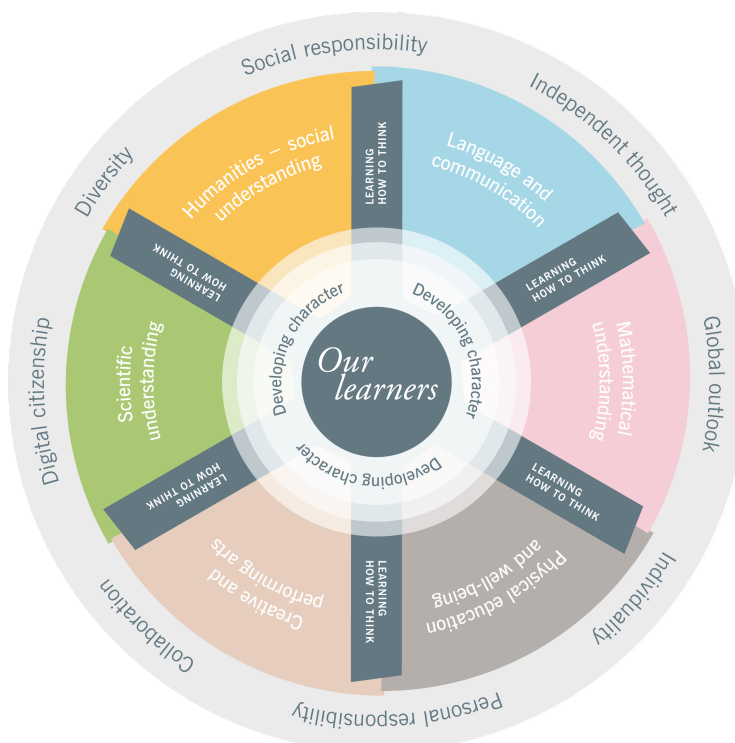 Social responsibility
Independent thought
Global outlook
Individuality
Personal responsibility
Collaboration
Digital citizenship
Diversity
Humanities – social
understanding
Language and
communication
Mathematical
understanding
Physical education
and well-being
Creative and
performing arts
Scientific
understanding
LEARNING
HOW TO THINK
LEARNING
HOW TO THINK
LEARNING
HOW TO THINK
LEARNING
HOW TO THINK
LEARNING
HOW TO THINK
LEARNING
HOW TO THINK
Developing character
Developing character
Developing character
Our
learners